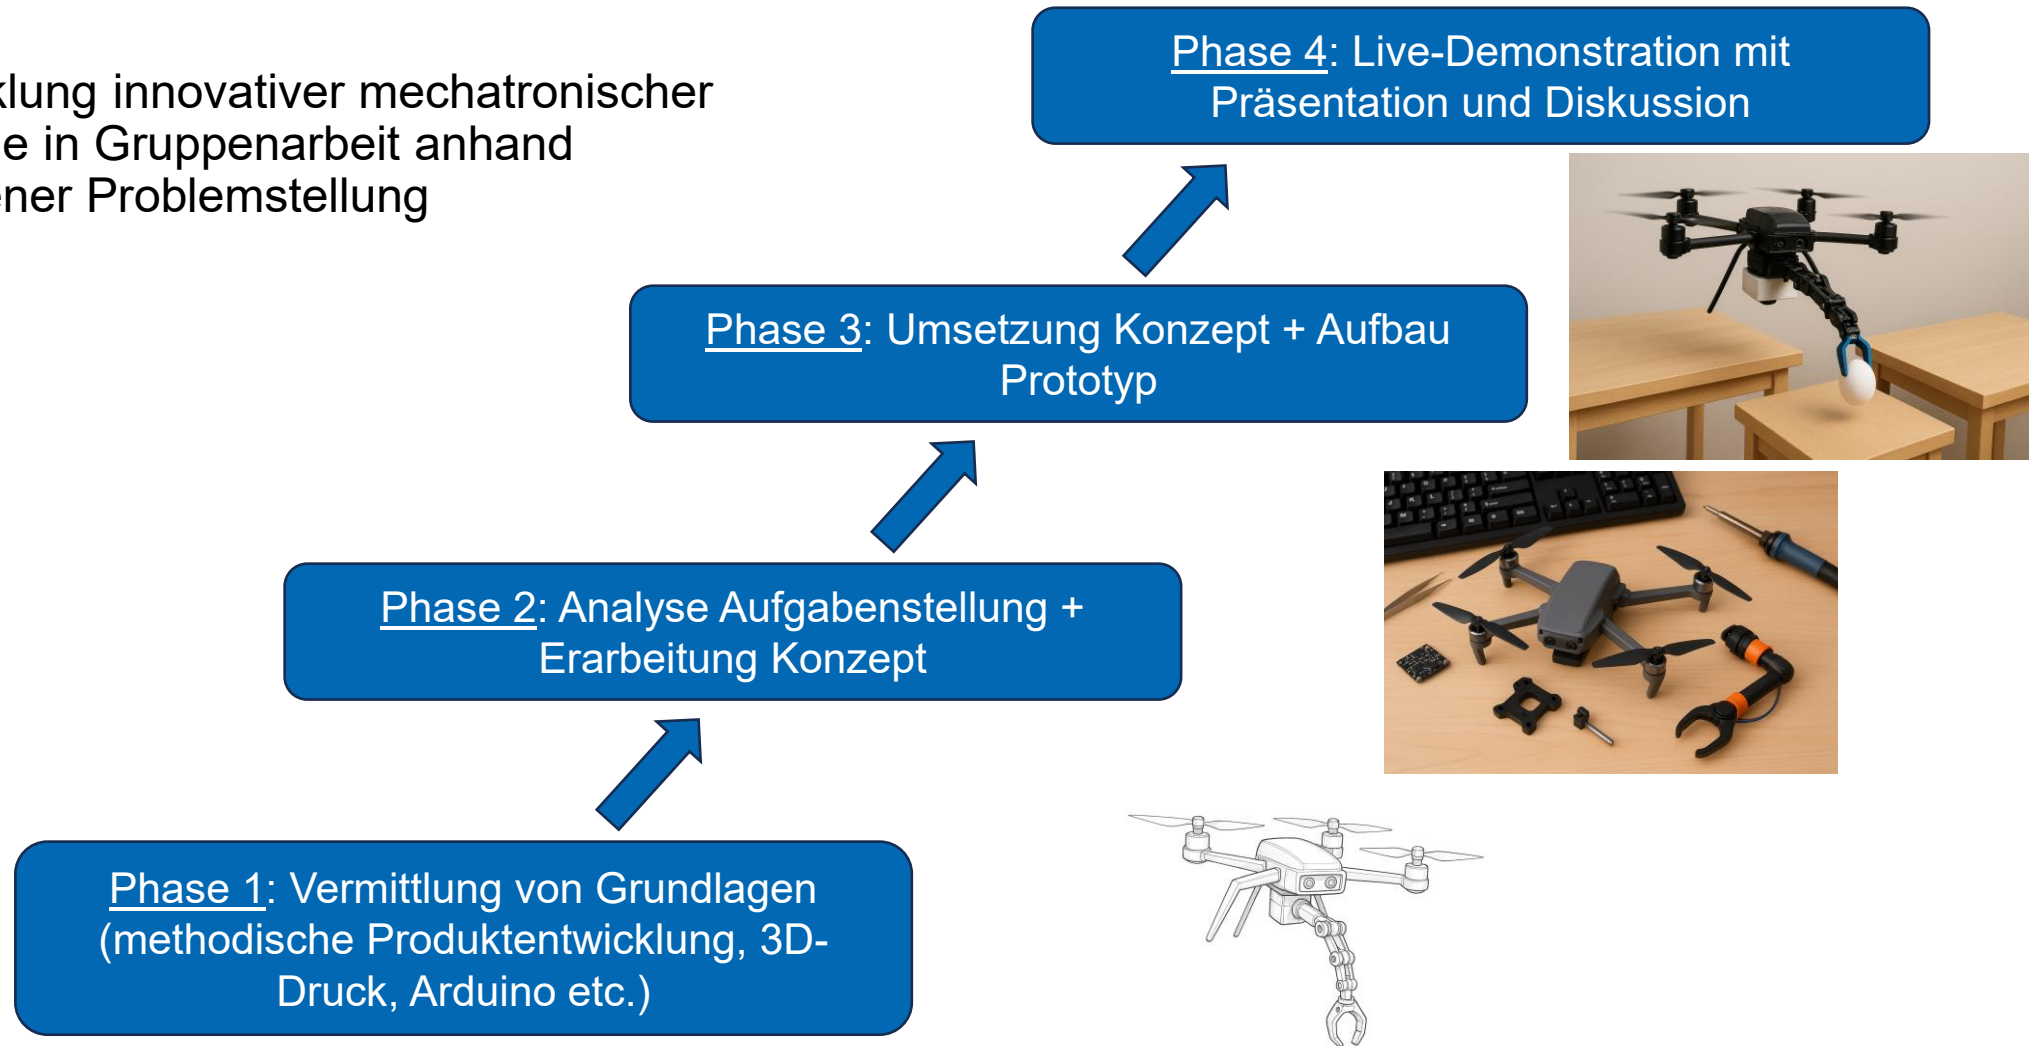 klung innovativer mechatronischer
e in Gruppenarbeit anhand
ener Problemstellung
Phase 4: Live-Demonstration mit
Präsentation und Diskussion
Phase 3: Umsetzung Konzept + Aufbau
Prototyp
Phase 2: Analyse Aufgabenstellung +
Erarbeitung Konzept
Phase 1: Vermittlung von Grundlagen
(methodische Produktentwicklung, 3D-
Druck, Arduino etc.)